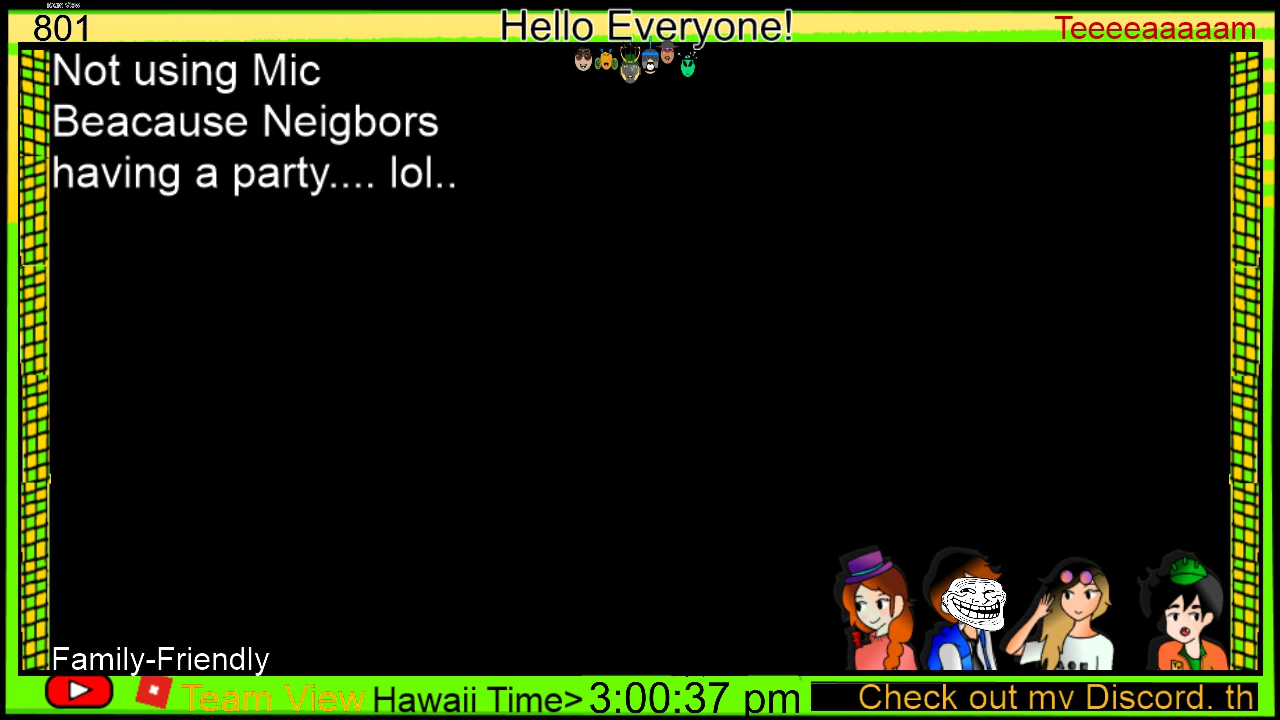 801
Hello Everyone!
Teeeeaaaaam
Not using Mic
Beacause Neigbors
having a party.... lol..
Family-Friendly
Team View
Hawaii Time>
3:00:37 pm
Check out my Discord. th